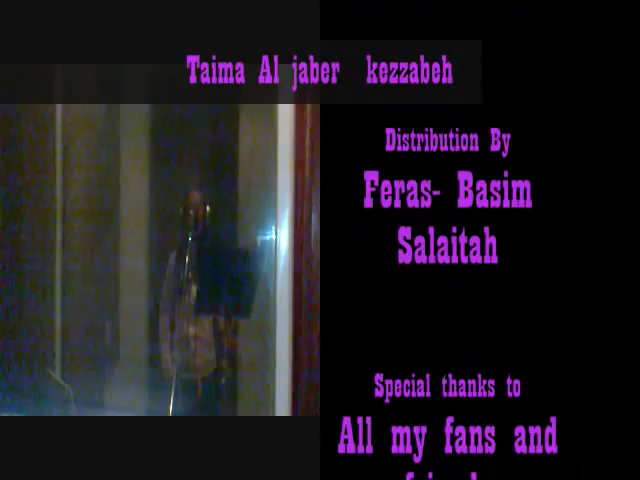 Taima Al jaber kezzabeh
Distribution By
Feras- Basim
Salaitah
Special thanks to
All my fans and